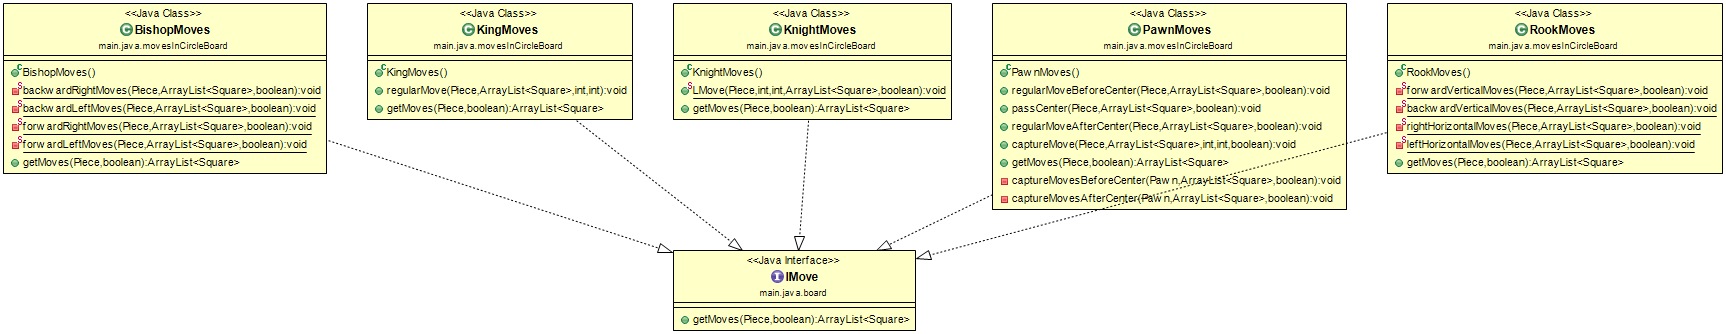 <<Java Class>>
BishopMoves
main.java.movesInCircleBoard
BishopMoves()
backwardRightMoves(Piece,ArrayList<Square>,boolean):void
backwardLeftMoves(Piece,ArrayList<Square>,boolean):void
forwardRightMoves(Piece,ArrayList<Square>,boolean):void
forwardLeftMoves(Piece,ArrayList<Square>,boolean):void
getMoves(Piece,boolean):ArrayList<Square>
<<Java Class>>
KingMoves
main.java.movesInCircleBoard
KingMoves()
regularMove(Piece,ArrayList<Square>,int,int):void
getMoves(Piece,boolean):ArrayList<Square>
<<Java Class>>
KnightMoves
main.java.movesInCircleBoard
KnightMoves()
LMove(Piece,int,int,ArrayList<Square>,boolean):void
getMoves(Piece,boolean):ArrayList<Square>
<<Java Class>>
PawnMoves
main.java.movesInCircleBoard
PawnMoves()
regularMoveBeforeCenter(Piece,ArrayList<Square>,boolean):void
passCenter(Piece,ArrayList<Square>,boolean):void
regularMoveAfterCenter(Piece,ArrayList<Square>,boolean):void
captureMove(Piece,ArrayList<Square>,int,int,boolean):void
getMoves(Piece,boolean):ArrayList<Square>
captureMovesBeforeCenter(Pawn,ArrayList<Square>,boolean):void
captureMovesAfterCenter(Pawn,ArrayList<Square>,boolean):void
<<Java Class>>
RookMoves
main.java.movesInCircleBoard
RookMoves()
forwardVerticalMoves(Piece,ArrayList<Square>,boolean):void
backwardVerticalMoves(Piece,ArrayList<Square>,boolean):void
rightHorizontalMoves(Piece,ArrayList<Square>,boolean):void
leftHorizontalMoves(Piece,ArrayList<Square>,boolean):void
getMoves(Piece,boolean):ArrayList<Square>
<<Java Interface>>
IMove
main.java.board
getMoves(Piece,boolean):ArrayList<Square>